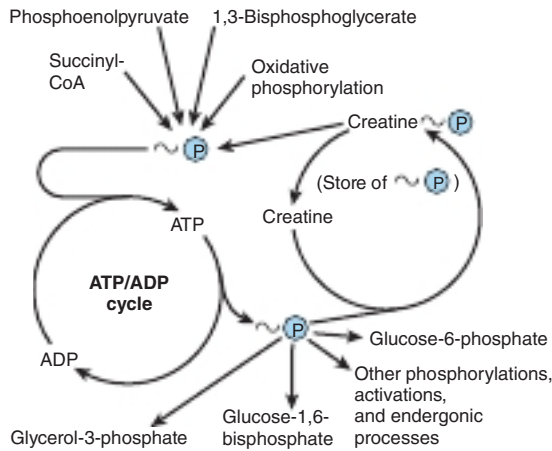 Phosphoenolpyruvate
1,3-Bisphosphoglycerate
Succinyl-
CoA
Oxidative
phosphorylation
Creatine ~ P
~ P
(Store of ~ P )
ATP
Creatine
ATP/ADP
cycle
~ P
ADP
Glucose-6-phosphate
Other phosphorylations,
activations,
and endergonic
processes
Glucose-1,6-
bisphosphate
Glycerol-3-phosphate